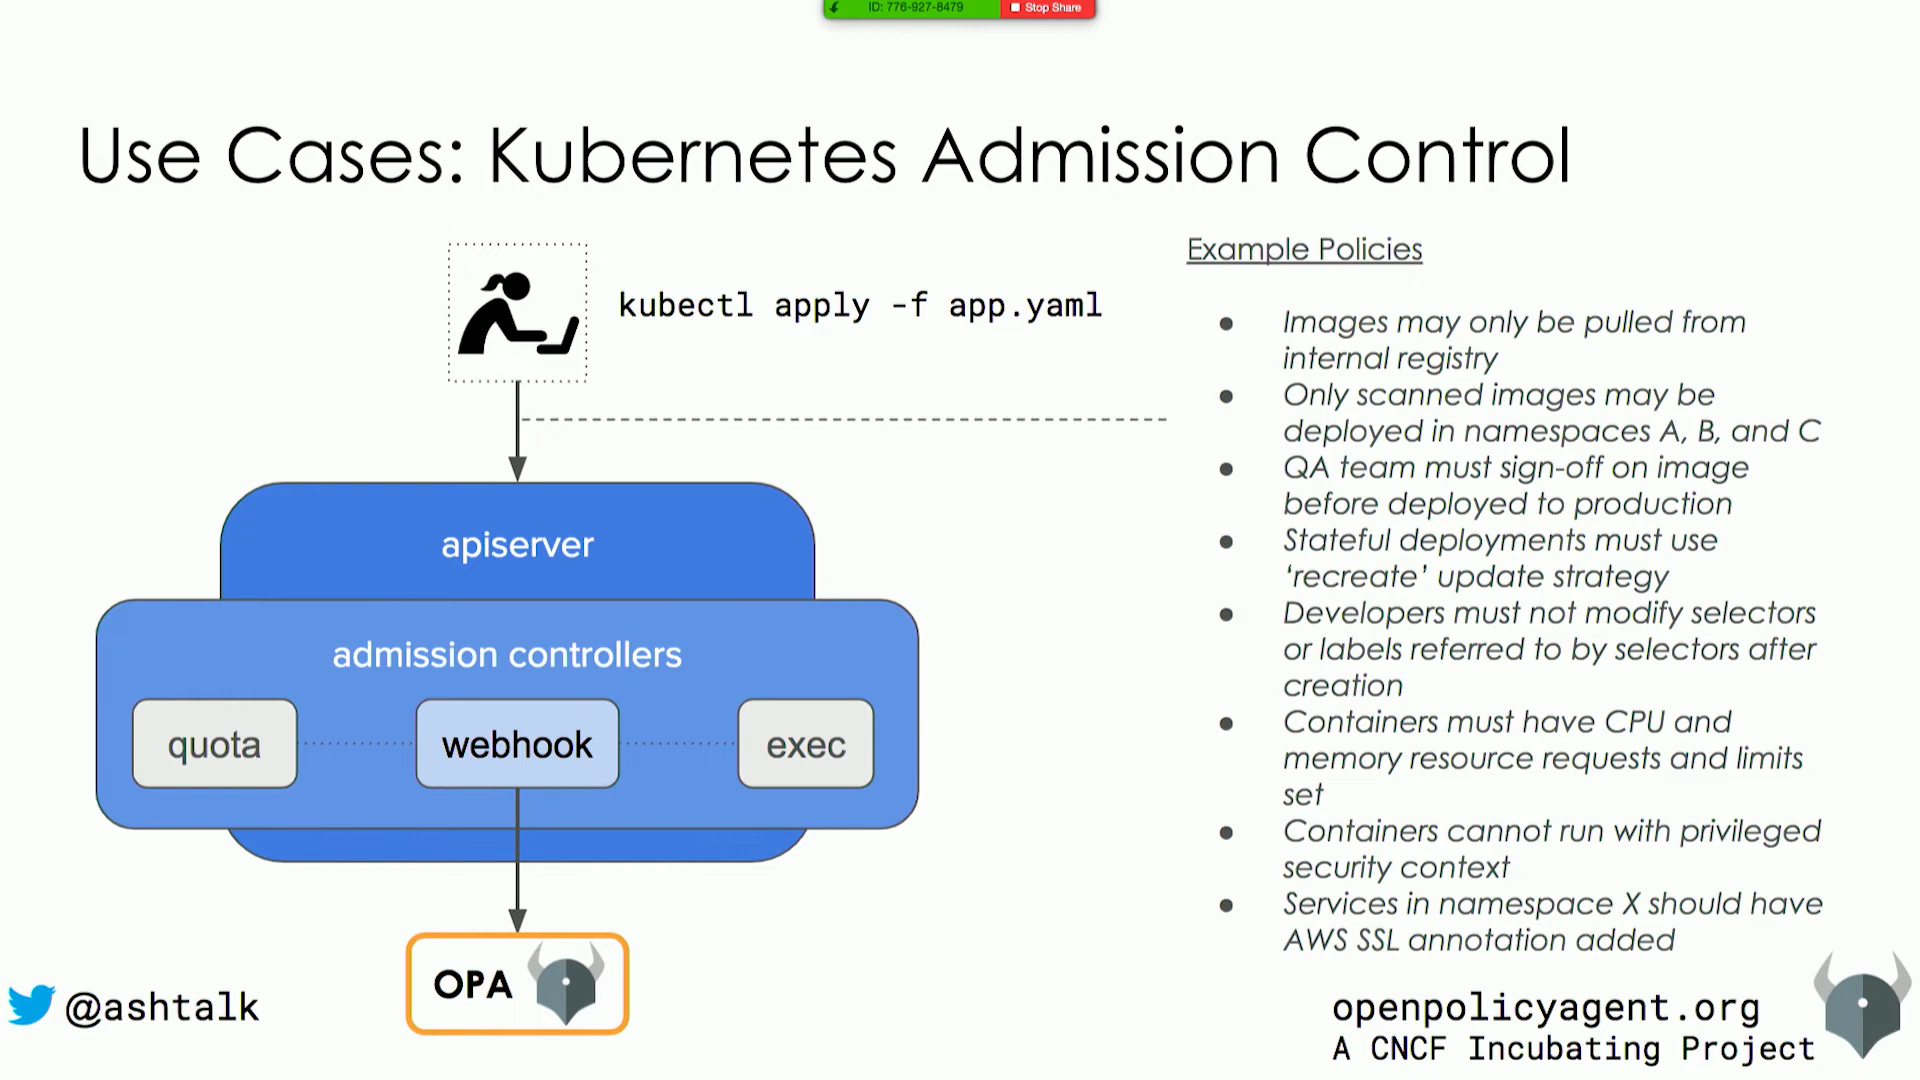 ID: 776-927-8479
Stop Share
Use Cases: Kubernetes Admission Control
kubectl apply -f app.yaml
apiserver
admission controllers
quota
webhook
exec
OPA
Example Policies
Images may only be pulled from
internal registry
Only scanned images may be
deployed in namespaces A, B, and C
QA team must sign-off on image
before deployed to production
Stateful deployments must use
‘recreate’ update strategy
Developers must not modify selectors
or labels referred to by selectors after
creation
Containers must have CPU and
memory resource requests and limits
set
Containers cannot run with privileged
security context
Services in namespace X should have
AWS SSL annotation added
@ashtalk
openpolicyagent.org
A CNCF Incubating Project